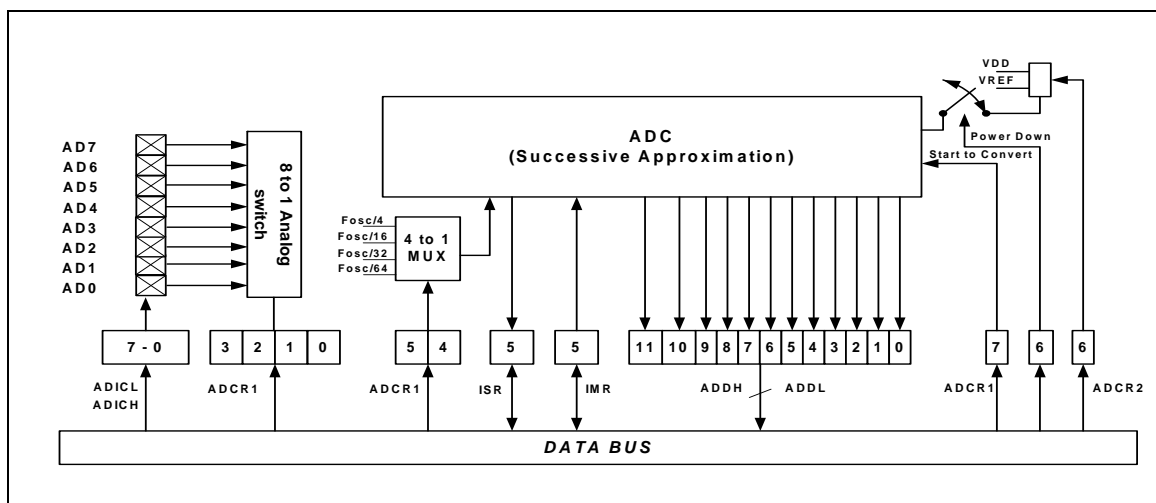 VDD
VREF
ADC
(Successive Approximation)
Power Down
Start to Convert
AD7
AD6
AD5
AD4
AD3
AD2
AD1
AD0
8 to 1 Analog
switch
Fosc/4
Fosc/16
Fosc/32
Fosc/64
4 to 1
MUX
7 - 0
3 2 1 0
5 4
5
5
11 10 9 8 7 6 5 4 3 2 1 0
7
6
6
ADICL
ADICH
ADCR1
ADCR1
ISR
IMR
ADDH
ADDL
ADCR1
ADCR2
DATA BUS